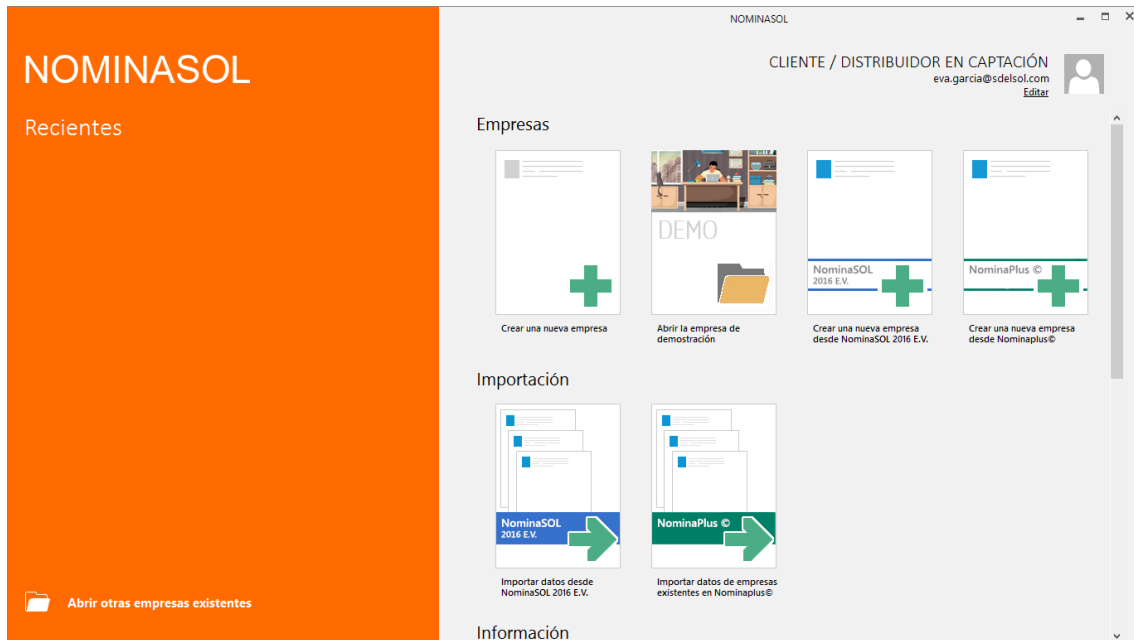 NOMINASOL
NOMINASOL
Recientes
CLIENTE / DISTRIBUIDOR EN CAPTACIÓN
eva.garcia@sdelsol.com
Editar
Empresas
DEMO
NominaSOL
2016 E.V.
NominaPlus ©
Crear una nueva empresa
Abrir la empresa de
demostración
Crear una nueva empresa
desde NominaSOL 2016 E.V.
Crear una nueva empresa
desde Nominaplus©
Importación
NominaSOL
2016 E.V.
NominaPlus ©
Importar datos desde
NominaSOL 2016 E.V.
Importar datos de empresas
existentes en Nominaplus©
Abrir otras empresas existentes
Información